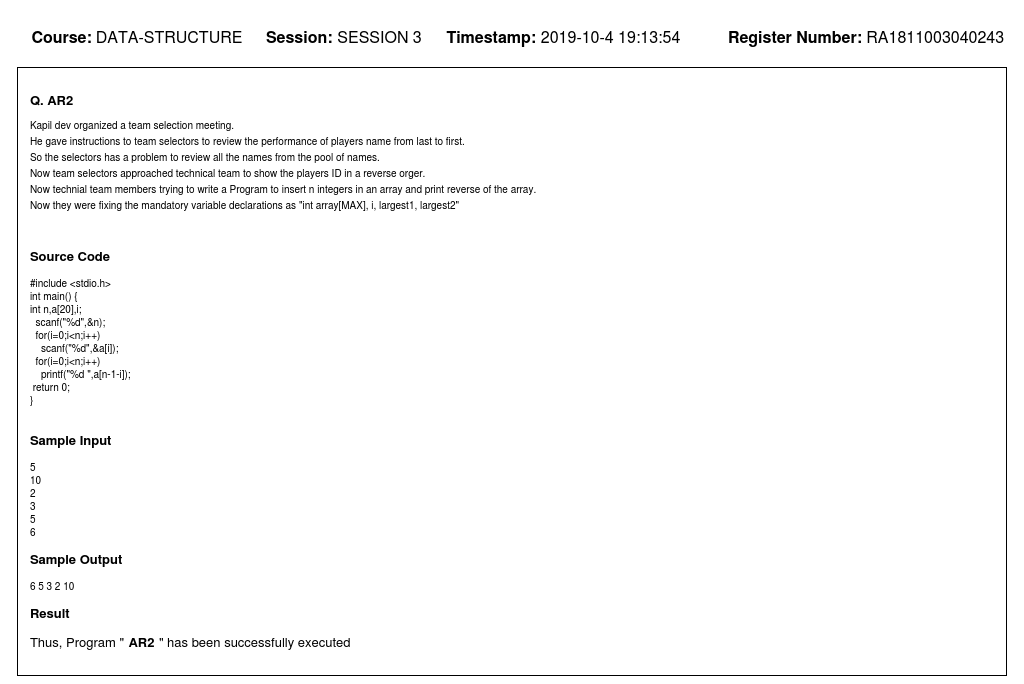 Course: DATA-STRUCTURE Session: SESSION 3 Timestamp: 2019-10-4 19:13:54 Register Number: RA1811003040243
Q. AR2
Kapil dev organized a team selection meeting.
He gave instructions to team selectors to review the performance of players name from last to first.
So the selectors has a problem to review all the names from the pool of names.
Now team selectors approached technical team to show the players ID in a reverse orger.
Now technial team members trying to write a Program to insert n integers in an array and print reverse of the array.
Now they were fixing the mandatory variable declarations as "int array[MAX], i, largest1, largest2"
Source Code
#include <stdio.h>
int main() {
int n,a[20],i;
scanf("%d",&n);
for(i=0;i<n;i++)
scanf("%d",&a[i]);
for(i=0;i<n;i++)
printf("%d ",a[n-1-i]);
return 0;
}
Sample Input
5
10
2
3
5
6
Sample Output
6 5 3 2 10
Result
Thus, Program " AR2 " has been successfully executed